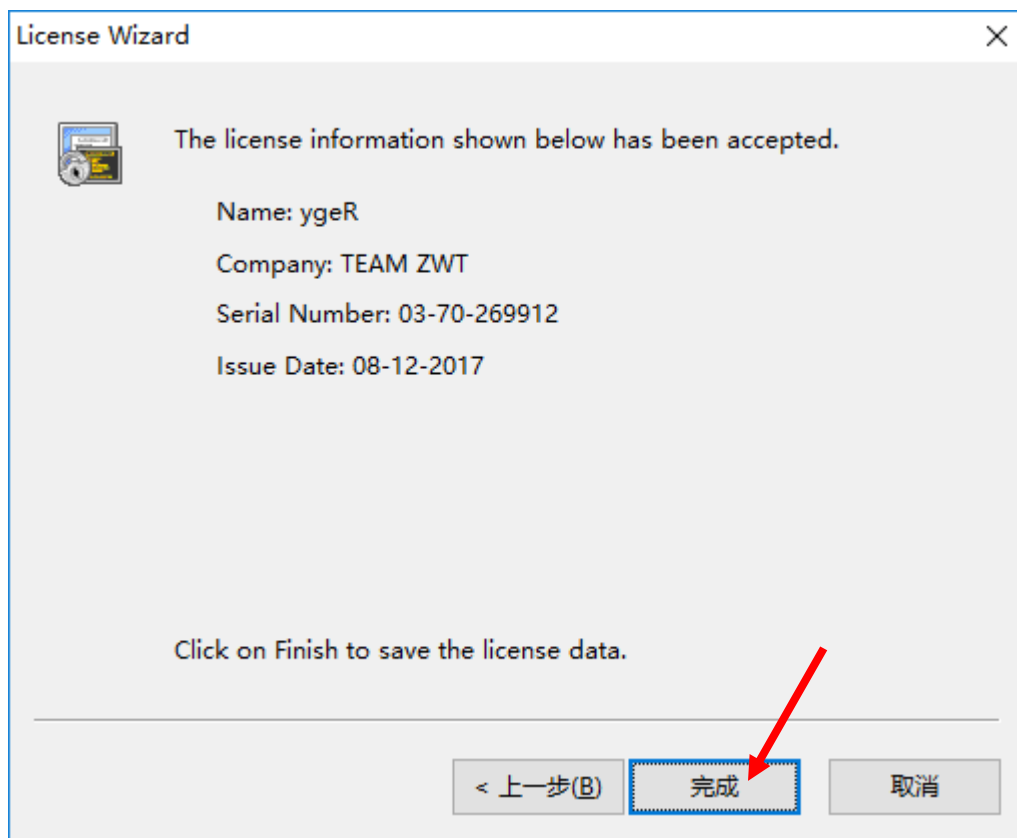 License Wizard
The license information shown below has been accepted.
Name: ygeR
Company: TEAM ZWT
Serial Number: 03-70-269912
Issue Date: 08-12-2017
Click on Finish to save the license data.
< 上一步(B)
完成
取消